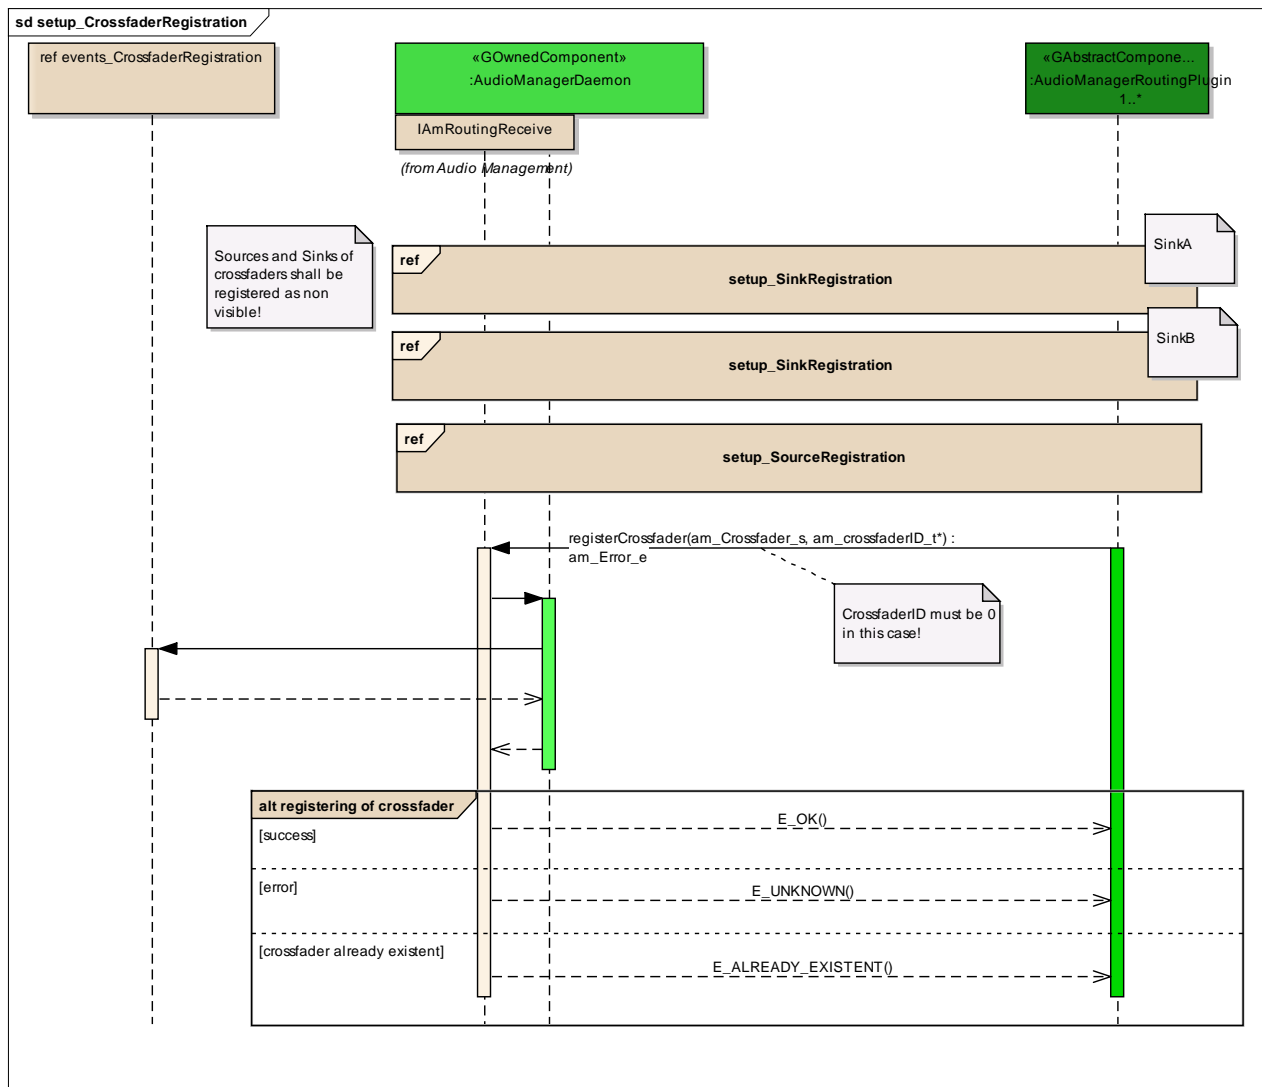 sd setup_CrossfaderRegistration
ref events_CrossfaderRegistration
«GOwnedComponent»
:AudioManagerDaemon
«GAbstractCompone...
:AudioManagerRoutingPlugin
1..*
IAmRoutingReceive
(from Audio Management)
Sources and Sinks of
crossfaders shall be
registered as non
visible!
ref
setup_SinkRegistration
SinkA
ref
setup_SinkRegistration
SinkB
ref
setup_SourceRegistration
registerCrossfader(am_Crossfader_s, am_crossfaderID_t*) :
am_Error_e
CrossfaderID must be 0
in this case!
alt registering of crossfader
[success]
E_OK()
[error]
E_UNKNOWN()
[crossfader already existent]
E_ALREADY_EXISTENT()